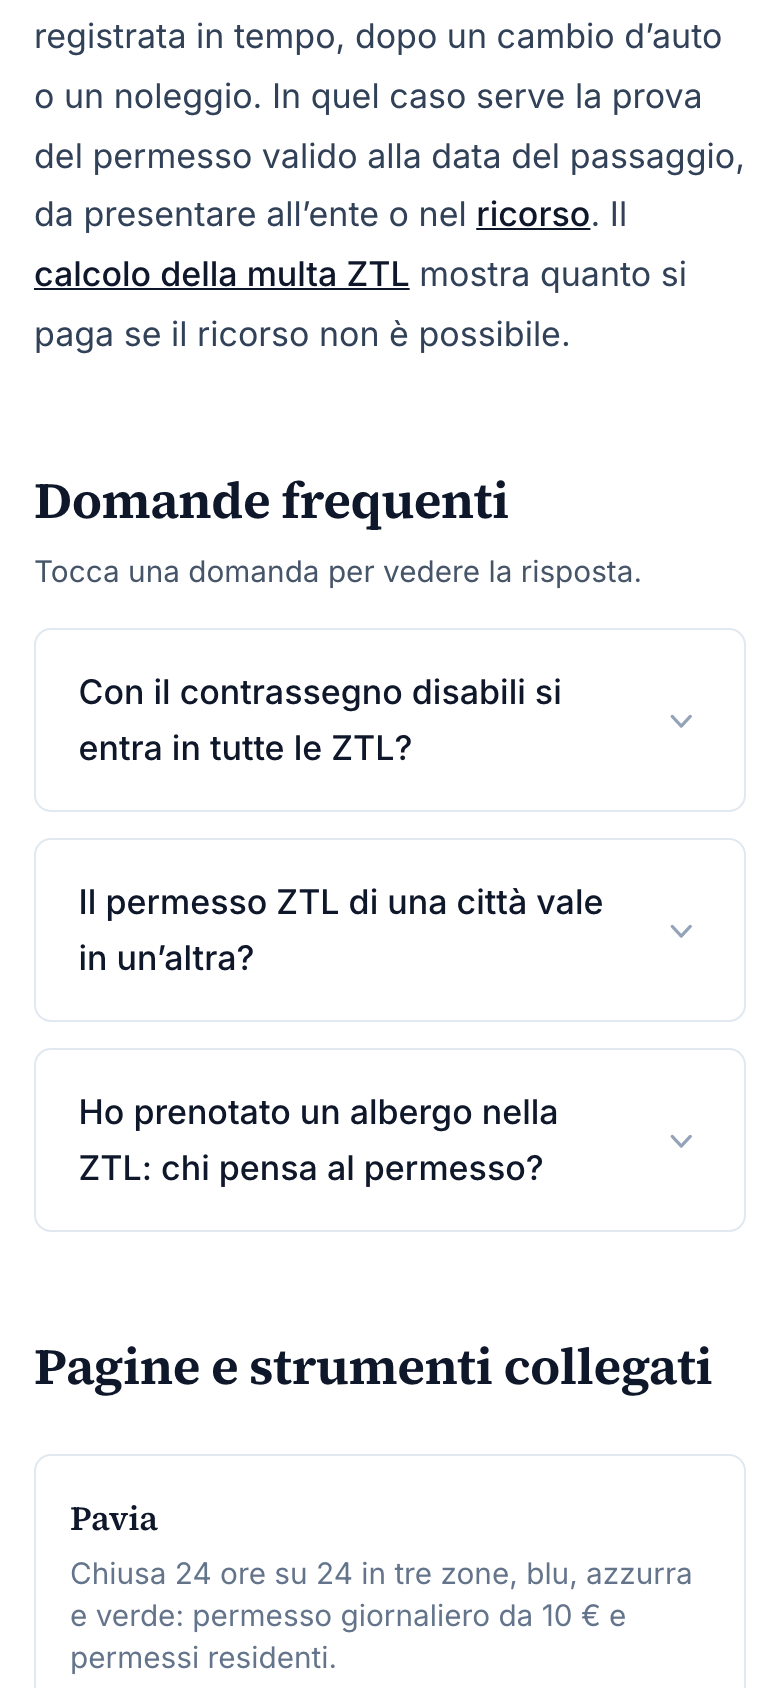 registrata in tempo, dopo un cambio d’auto
o un noleggio. In quel caso serve la prova
del permesso valido alla data del passaggio,
da presentare all’ente o nel ricorso. Il
calcolo della multa ZTL mostra quanto si
paga se il ricorso non è possibile.
Domande frequenti
Tocca una domanda per vedere la risposta.
Con il contrassegno disabili si
entra in tutte le ZTL?
Il permesso ZTL di una città vale
in un’altra?
Ho prenotato un albergo nella
ZTL: chi pensa al permesso?
Pagine e strumenti collegati
Pavia
Chiusa 24 ore su 24 in tre zone, blu, azzurra
e verde: permesso giornaliero da 10 € e
permessi residenti.